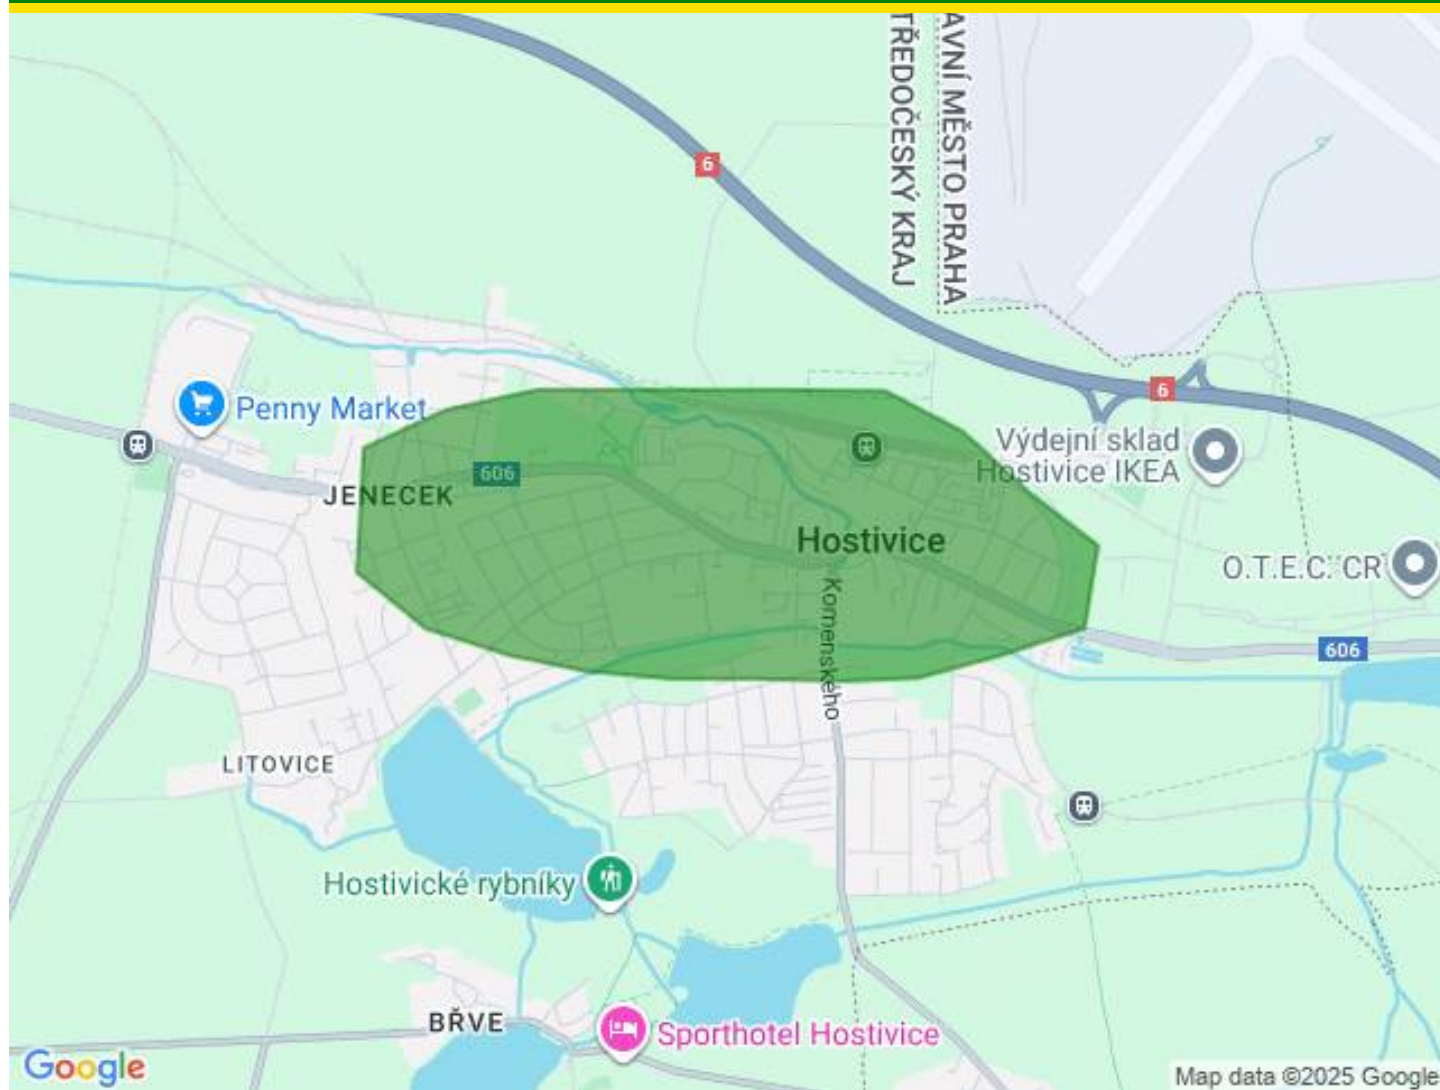 TŘEDOČESKÝ KRAJ
AVNÍ MĚSTO PRAHA
6
6
Penny Market
Výdejní sklad
Hostivice IKEA
606
JENECEK
Hostivice
O.T.E.C. CR
Komenskeho
606
LITOVICE
Hostivické rybníky
BŘVE
Sporthotel Hostivice
Google
Map data ©2025 Google